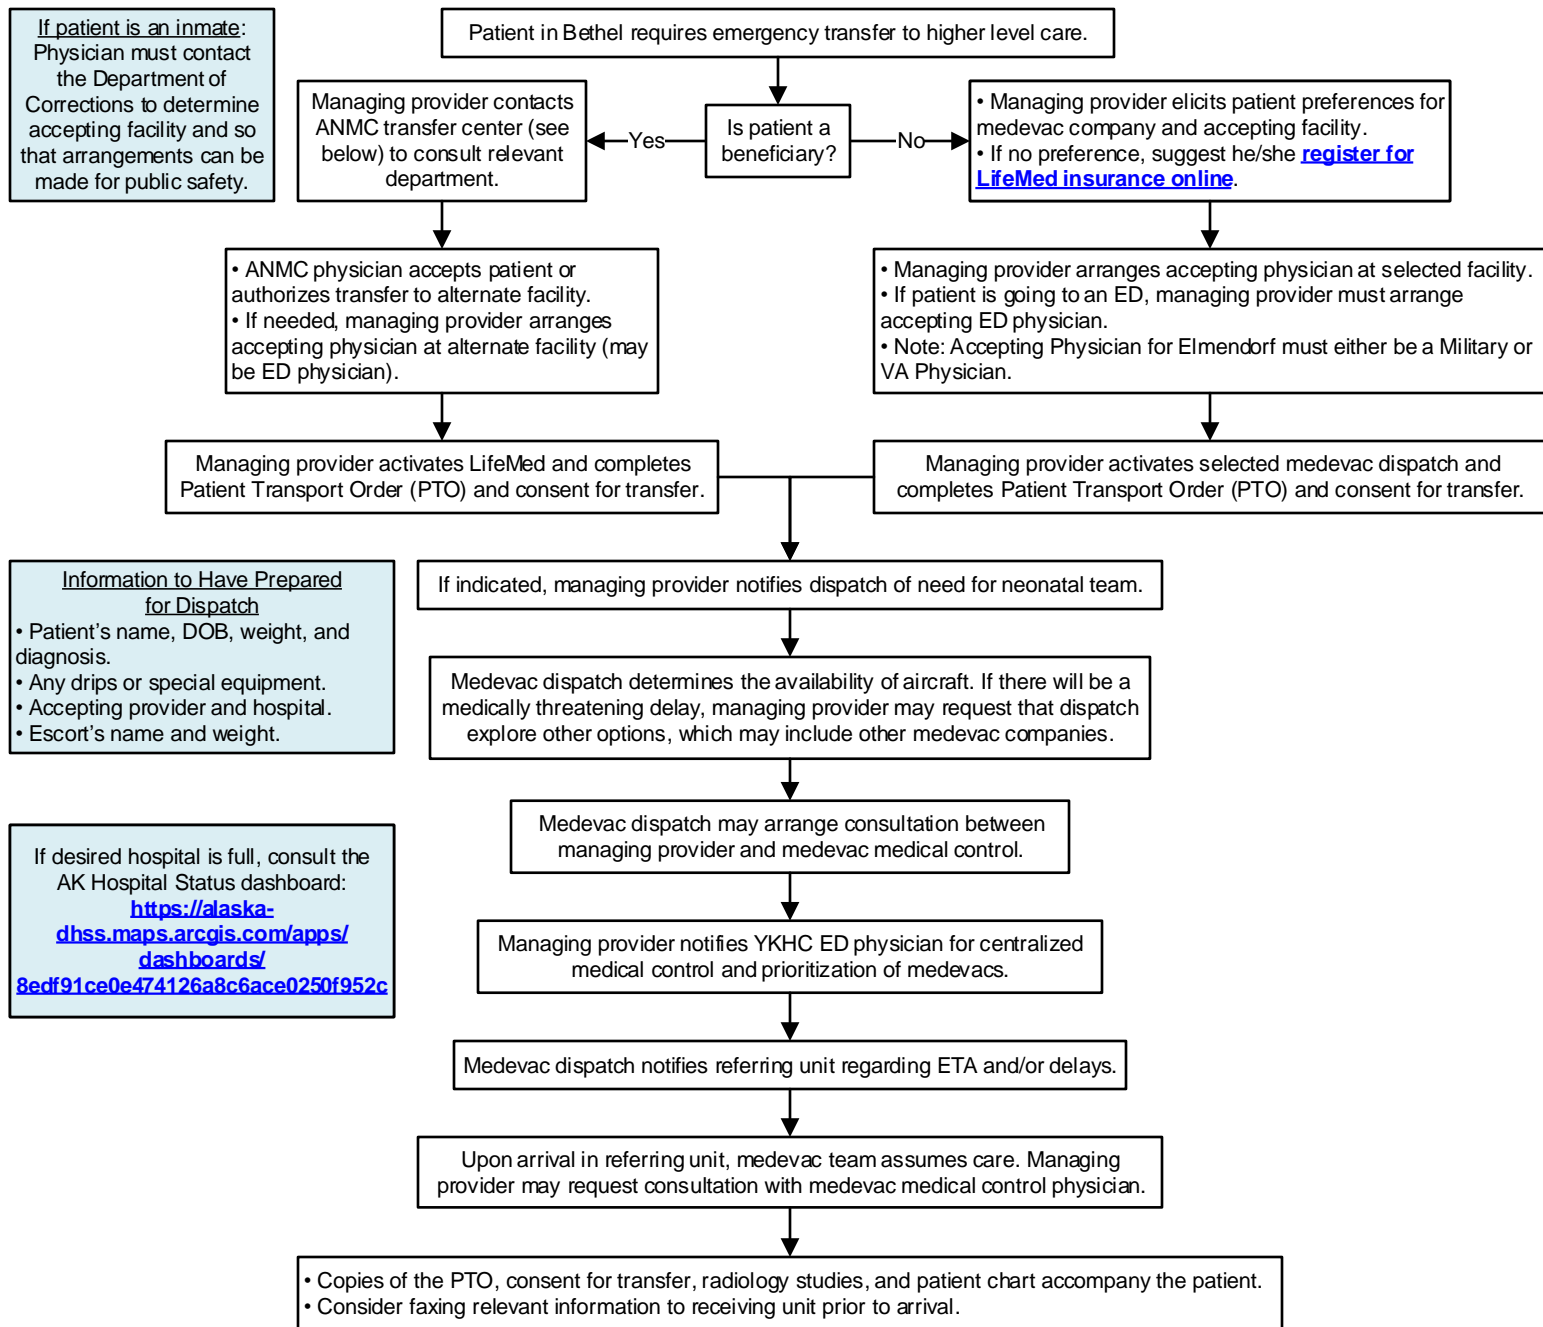 If patient is an inmate:
Physician must contact
the Department of
Corrections to determine
accepting facility and so
that arrangements can be
made for public safety.
Patient in Bethel requires emergency transfer to higher level care.
Is patient a
beneficiary?
Yes
No
Managing provider contacts
ANMC transfer center (see
below) to consult relevant
department.
• Managing provider elicits patient preferences for
medevac company and accepting facility.
• If no preference, suggest he/she register for
LifeMed insurance online.
• ANMC physician accepts patient or
authorizes transfer to alternate facility.
• If needed, managing provider arranges
accepting physician at alternate facility (may
be ED physician).
• Managing provider arranges accepting physician at selected facility.
• If patient is going to an ED, managing provider must arrange
accepting ED physician.
• Note: Accepting Physician for Elmendorf must either be a Military or
VA Physician.
Managing provider activates LifeMed and completes
Patient Transport Order (PTO) and consent for transfer.
Managing provider activates selected medevac dispatch and
completes Patient Transport Order (PTO) and consent for transfer.
Information to Have Prepared
for Dispatch
• Patient's name, DOB, weight, and
diagnosis.
• Any drips or special equipment.
• Accepting provider and hospital.
• Escort's name and weight.
If indicated, managing provider notifies dispatch of need for neonatal team.
Medevac dispatch determines the availability of aircraft. If there will be a
medically threatening delay, managing provider may request that dispatch
explore other options, which may include other medevac companies.
Medevac dispatch may arrange consultation between
managing provider and medevac medical control.
If desired hospital is full, consult the
AK Hospital Status dashboard:
https://alaska-
dhss.maps.arcgis.com/apps/
dashboards/
8edf91ce0e474126a8c6ace0250f952c
Managing provider notifies YKHC ED physician for centralized
medical control and prioritization of medevacs.
Medevac dispatch notifies referring unit regarding ETA and/or delays.
Upon arrival in referring unit, medevac team assumes care. Managing
provider may request consultation with medevac medical control physician.
• Copies of the PTO, consent for transfer, radiology studies, and patient chart accompany the patient.
• Consider faxing relevant information to receiving unit prior to arrival.